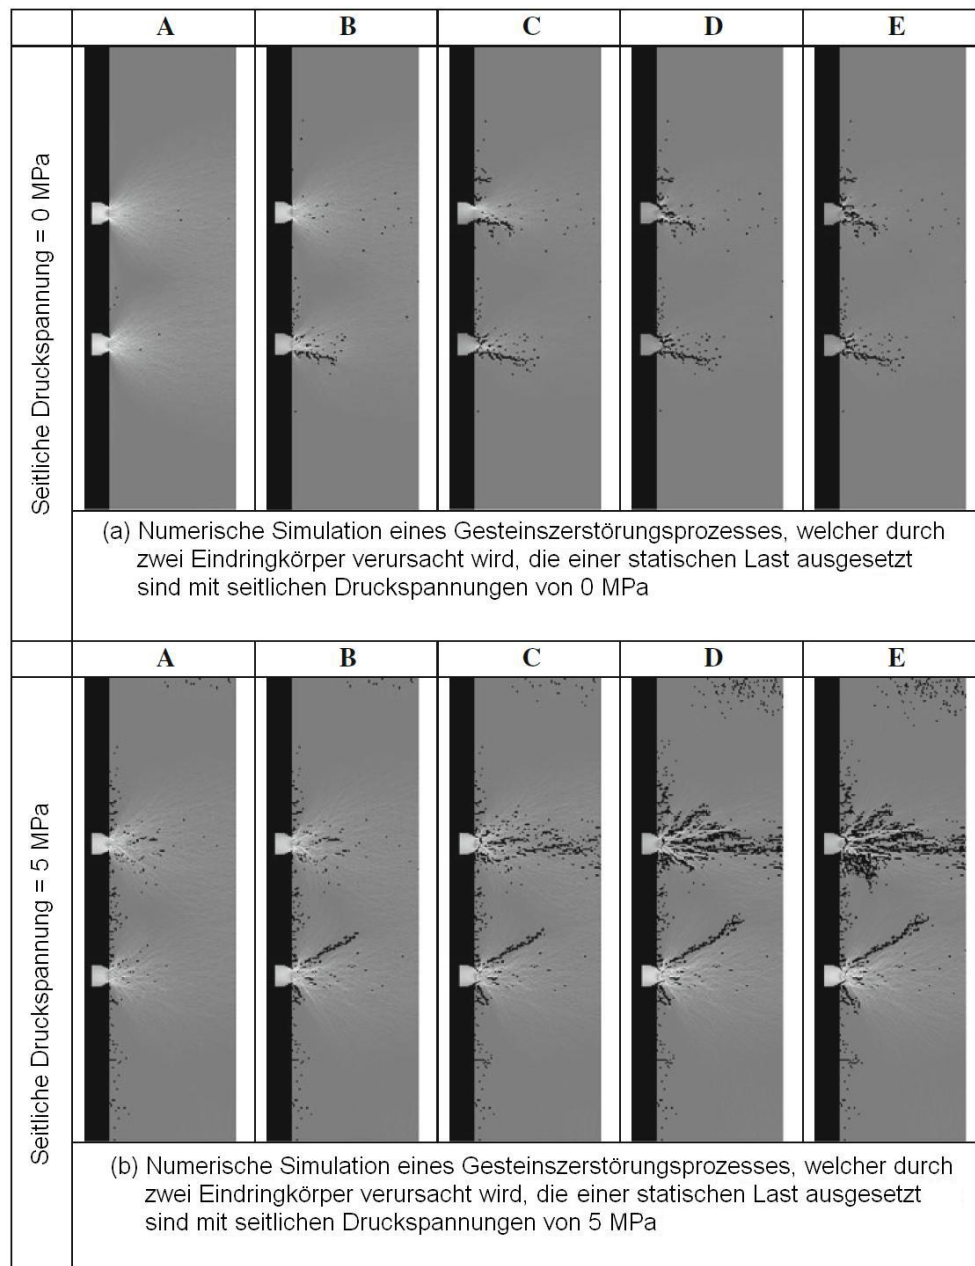 A B C D E
Seitliche Druckspannung = 0 MPa
(a) Numerische Simulation eines Gesteinszerstörungsprozesses, welcher durch
zwei Eindringkörper verursacht wird, die einer statischen Last ausgesetzt
sind mit seitlichen Druckspannungen von 0 MPa
A B C D E
Seitliche Druckspannung = 5 MPa
(b) Numerische Simulation eines Gesteinszerstörungsprozesses, welcher durch
zwei Eindringkörper verursacht wird, die einer statischen Last ausgesetzt
sind mit seitlichen Druckspannungen von 5 MPa